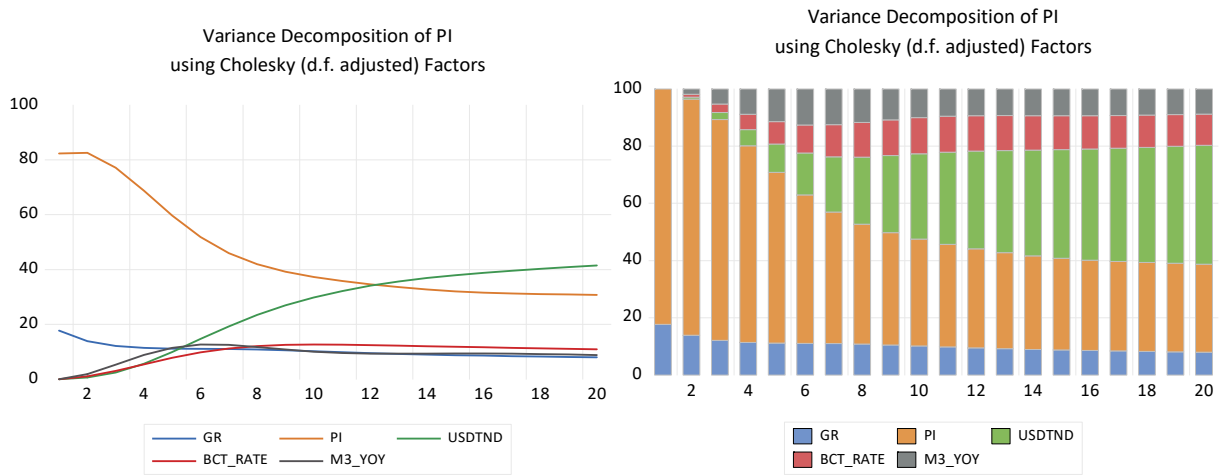 Variance Decomposition of PI
using Cholesky (d.f. adjusted) Factors
100
80
60
40
20
0
2 4 6 8 10 12 14 16 18 20
GR PI USDTND
BCT_RATE M3_YOY
Variance Decomposition of PI
using Cholesky (d.f. adjusted) Factors
100
80
60
40
20
0
2 4 6 8 10 12 14 16 18 20
GR PI USDTND
BCT_RATE M3_YOY